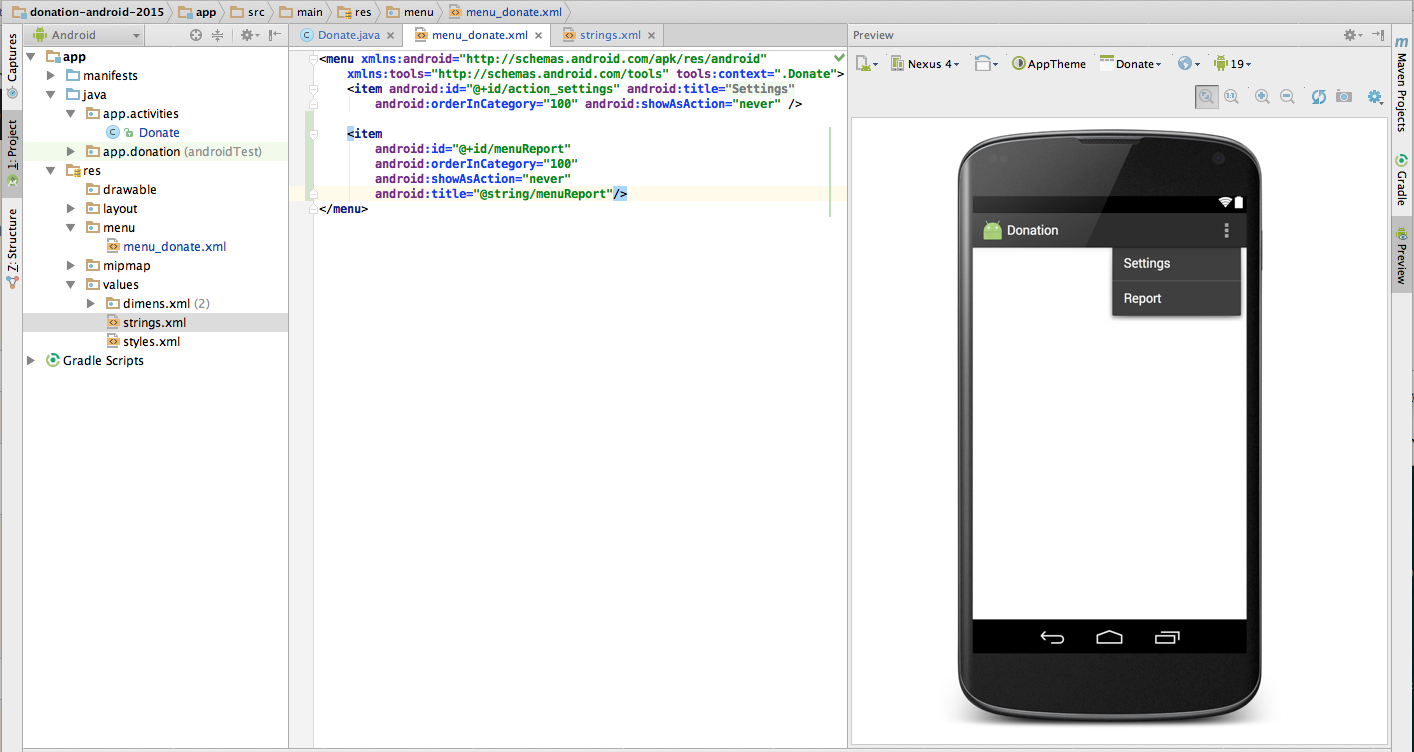 donation-android-2015 app src main res menu menu_donate.xml
Captures
1: Project
7: Structure
Android
app
manifests
java
app.activities
C Donate
app.donation (androidTest)
res
drawable
layout
menu
menu_donate.xml
mipmap
values
dimens.xml (2)
strings.xml
styles.xml
Gradle Scripts
C Donate.java menu_donate.xml strings.xml
<menu xmlns:android="http://schemas.android.com/apk/res/android"
xmlns:tools="http://schemas.android.com/tools" tools:context=".Donate">
<item android:id="@+id/action_settings" android:title="Settings"
android:orderInCategory="100" android:showAsAction="never" />
<item
android:id="@+id/menuReport"
android:orderInCategory="100"
android:showAsAction="never"
android:title="@string/menuReport"/>
</menu>
Preview
Nexus 4 AppTheme Donate 19
1:1
Donation
Settings
Report
m Maven Projects
Gradle
Preview